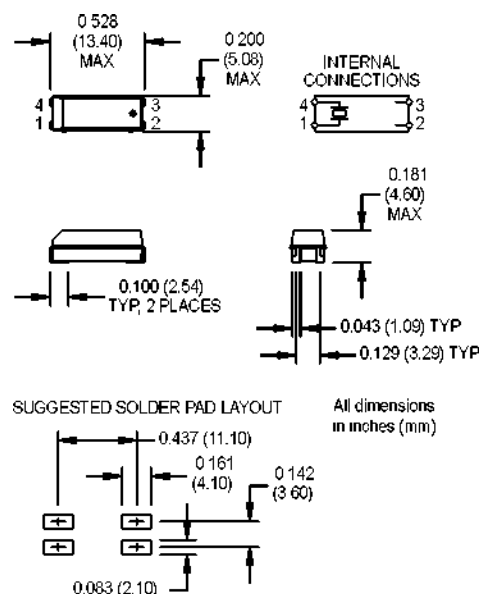 0.528
(13.40)
MAX
0.200
(5.08)
MAX
INTERNAL
CONNECTIONS
4 3
1 2
4 3
1 2
0.181
(4.60)
MAX
0.100 (2.54)
TYP, 2 PLACES
0.043 (1.09) TYP
0.129 (3.29) TYP
SUGGESTED SOLDER PAD LAYOUT
All dimensions
in inches (mm)
0.437 (11.10)
0.161
(4.10)
0.142
(3.60)
0.083 (2.10)